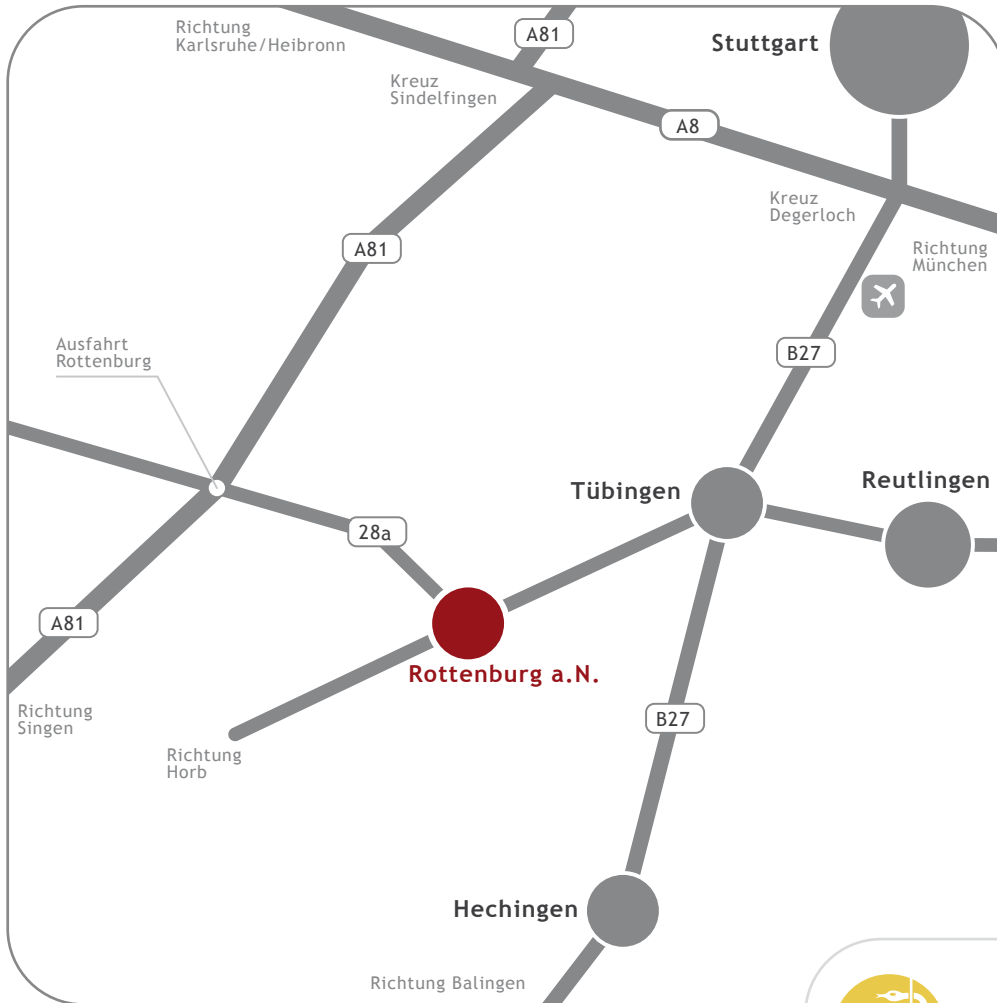 Richtung
Karlsruhe/Heibronn
A81
Stuttgart
Kreuz
Sindelfingen
A8
Kreuz
Degerloch
A81
Richtung
München
Ausfahrt
Rottenburg
B27
Tübingen
Reutlingen
28a
A81
Rottenburg a.N.
Richtung
Singen
B27
Richtung
Horb
Hechingen
Richtung Balingen